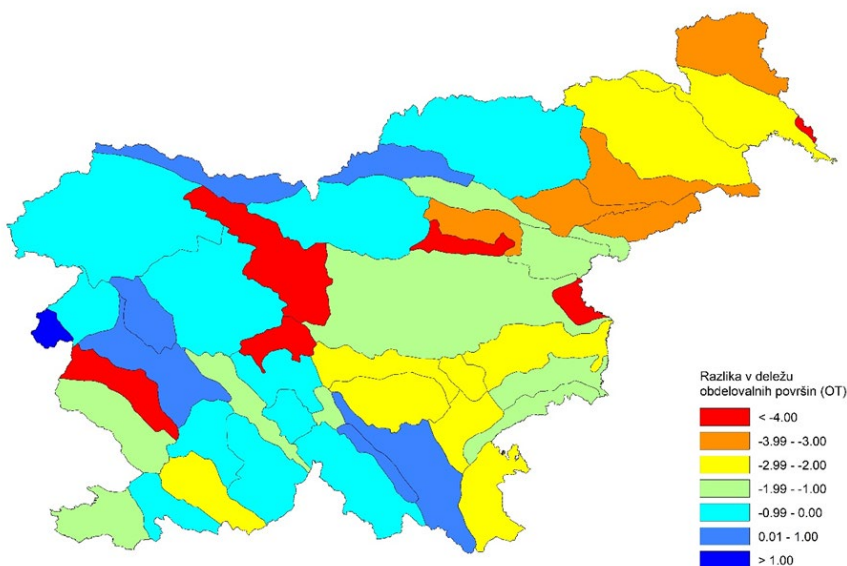 Razlika v deležu
obdelovalnih površin (OT)
< -4.00
-3.99 - -3.00
-2.99 - -2.00
-1.99 - -1.00
-0.99 - 0.00
0.01 - 1.00
> 1.00